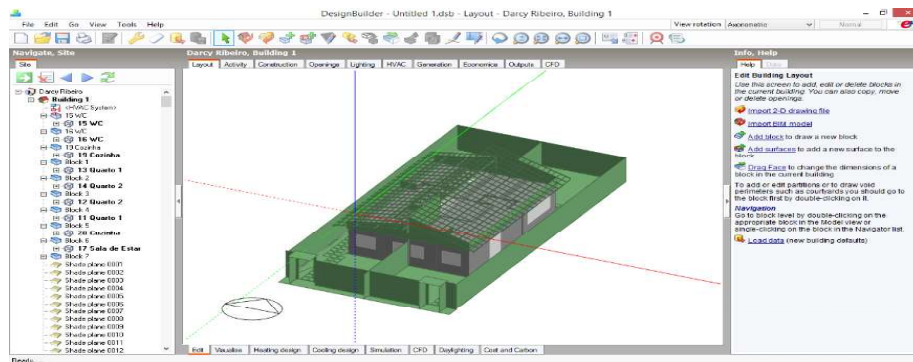 DesignBuilder - Untitled 1.dsb - Layout - Darcy Ribeiro, Building 1
File Edit Go View Tools Help
View rotation Axonometric Normal
Navigate, Site
Site
Darcy Ribeiro
Building 1
<HVAC System>
15 WC
15 WC
16 WC
16 WC
19 Cozinha
19 Cozinha
Block 1
13 Quarto 1
Block 2
14 Quarto 2
Block 3
12 Quarto 2
Block 4
11 Quarto 1
Block 5
20 Cozinha
Block 6
17 Sala de Estar
Block 7
Shade plane 0001
Shade plane 0002
Shade plane 0003
Shade plane 0004
Shade plane 0005
Shade plane 0006
Shade plane 0007
Shade plane 0008
Shade plane 0009
Shade plane 0010
Shade plane 0011
Shade plane 0012
Ready
Darcy Ribeiro, Building 1
Layout Activity Construction Openings Lighting HVAC Generation Economics Outputs CFD
Edit Visualise Heating design Cooling design Simulation CFD Daylighting Cost and Carbon
Info, Help
Help Data
Edit Building Layout
Use this screen to add, edit or delete blocks in
the current building. You can also copy, move
or delete openings.
Import 2-D drawing file
Import BIM model
Add block to draw a new block
Add surfaces to add a new surface to the
block
Drag Face to change the dimensions of a
block in the current building
To add or edit partitions or to draw void
perimeters such as courtyards you should go to
the block first by double-clicking on it.
Navigation
Go to block level by double-clicking on the
appropriate block in the Model view or
single-clicking on the block in the Navigator list.
Load data (new building defaults)